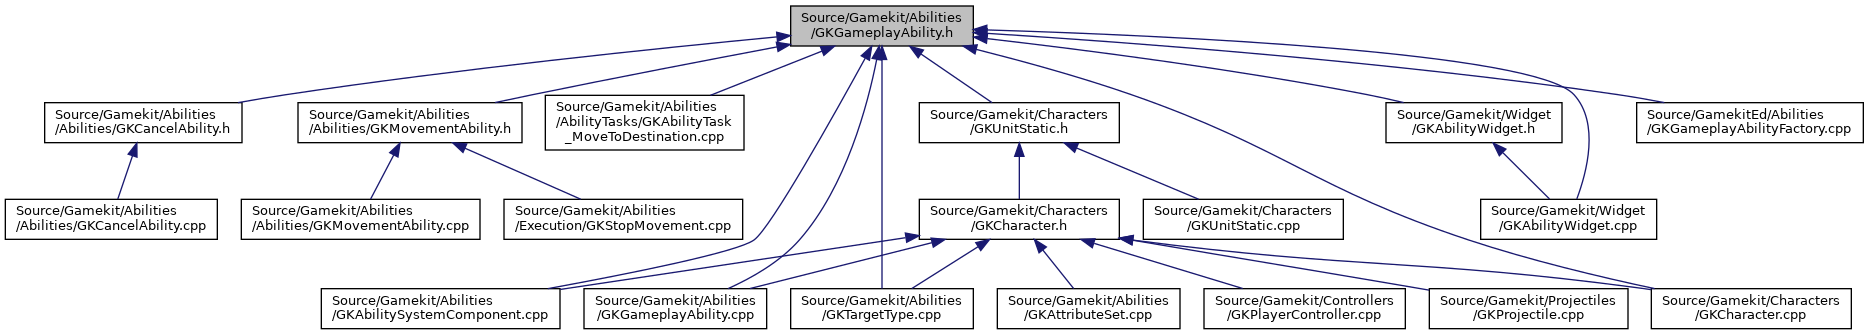 Source/Gamekit/Abilities
/GKGameplayAbility.h
Source/Gamekit/Abilities
/Abilities/GKCancelAbility.h
Source/Gamekit/Abilities
/Abilities/GKMovementAbility.h
Source/Gamekit/Abilities
/AbilityTasks/GKAbilityTask
_MoveToDestination.cpp
Source/Gamekit/Characters
/GKUnitStatic.h
Source/Gamekit/Widget
/GKAbilityWidget.h
Source/GamekitEd/Abilities
/GKGameplayAbilityFactory.cpp
Source/Gamekit/Abilities
/Abilities/GKCancelAbility.cpp
Source/Gamekit/Abilities
/Abilities/GKMovementAbility.cpp
Source/Gamekit/Abilities
/Execution/GKStopMovement.cpp
Source/Gamekit/Characters
/GKCharacter.h
Source/Gamekit/Characters
/GKUnitStatic.cpp
Source/Gamekit/Widget
/GKAbilityWidget.cpp
Source/Gamekit/Abilities
/GKAbilitySystemComponent.cpp
Source/Gamekit/Abilities
/GKGameplayAbility.cpp
Source/Gamekit/Abilities
/GKTargetType.cpp
Source/Gamekit/Abilities
/GKAttributeSet.cpp
Source/Gamekit/Controllers
/GKPlayerController.cpp
Source/Gamekit/Projectiles
/GKProjectile.cpp
Source/Gamekit/Characters
/GKCharacter.cpp